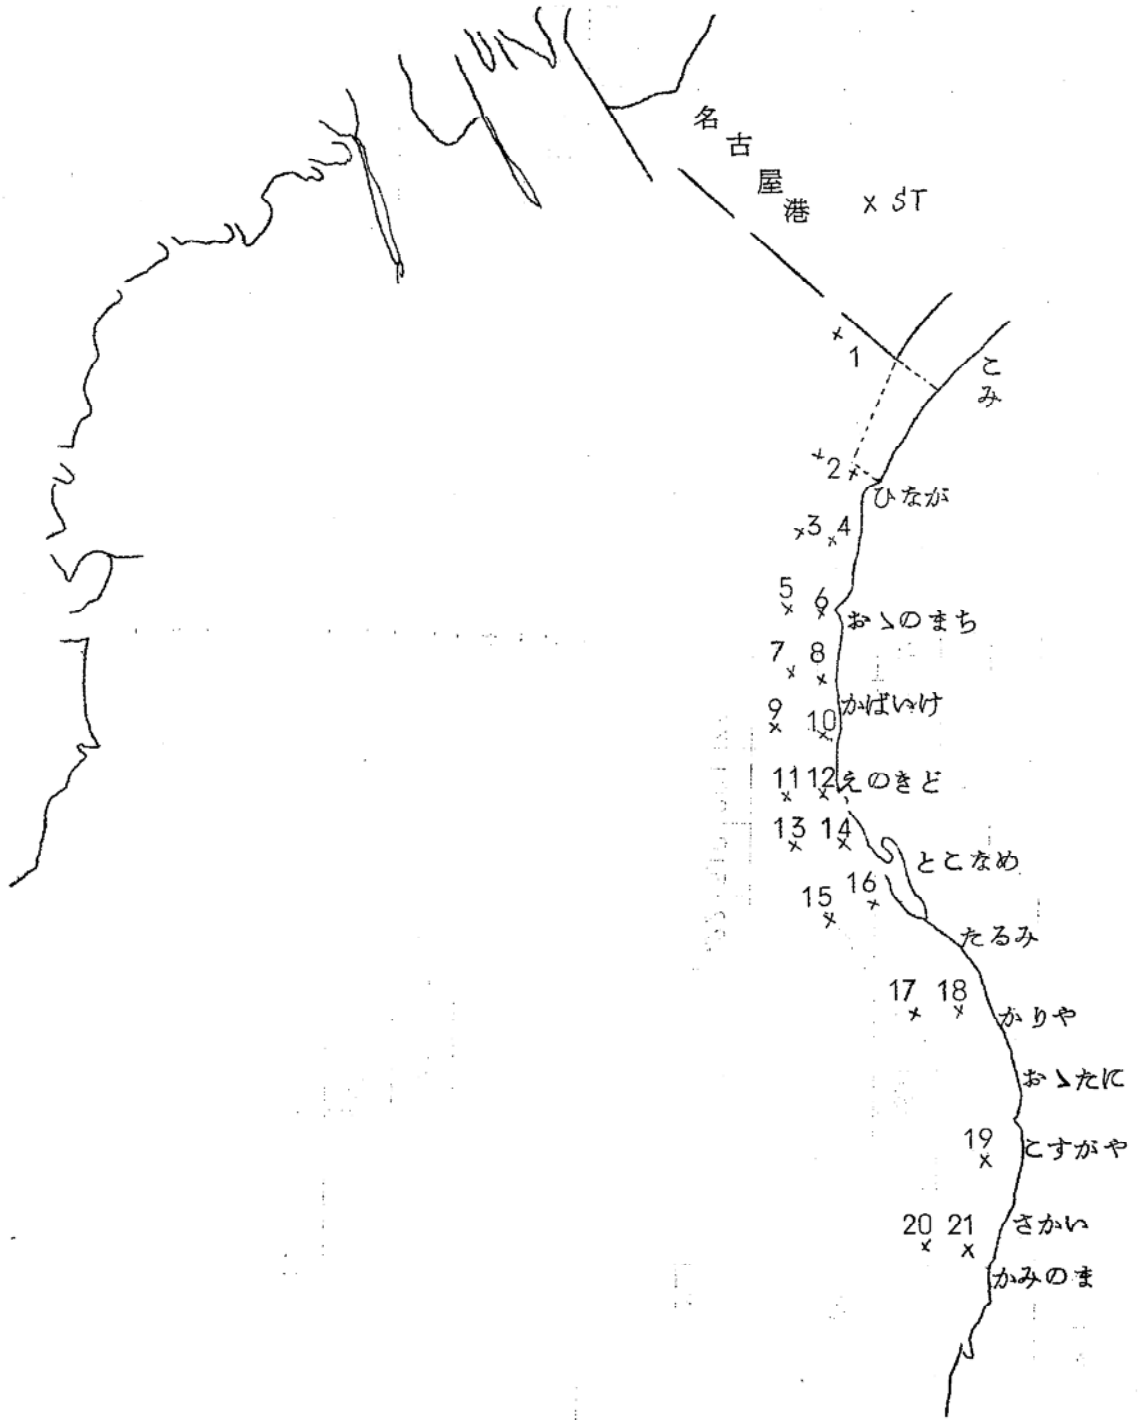 名古屋港
× ST
1
こみ
2
ひなが
3 4
5 6
おゝのまち
7 8
かばいけ
9 10
11 12
えのきど
13 14
とこなめ
15 16
たるみ
17 18
かりや
おゝたに
19
こすがや
20 21
さかい
かみのま